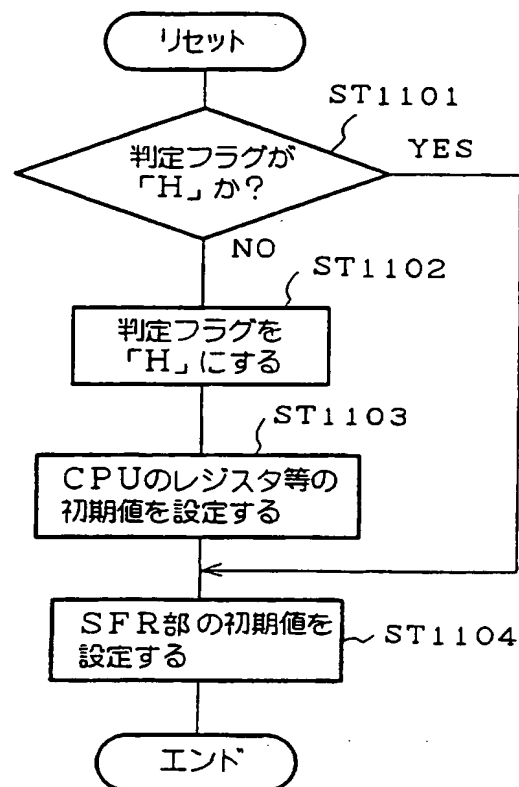 リセット
ST1101
判定フラグが
「H」か?
YES
NO
ST1102
判定フラグを
「H」にする
ST1103
CPUのレジスタ等の
初期値を設定する
SFR部の初期値を
設定する
ST1104
エンド